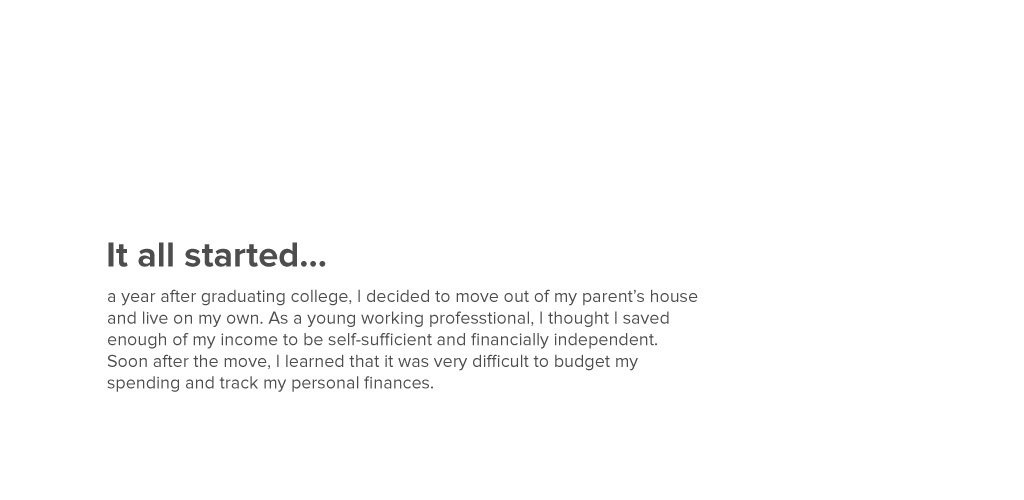 It all started...
a year after graduating college, I decided to move out of my parent’s house
and live on my own. As a young working professtional, I thought I saved
enough of my income to be self-sufficient and financially independent.
Soon after the move, I learned that it was very difficult to budget my
spending and track my personal finances.